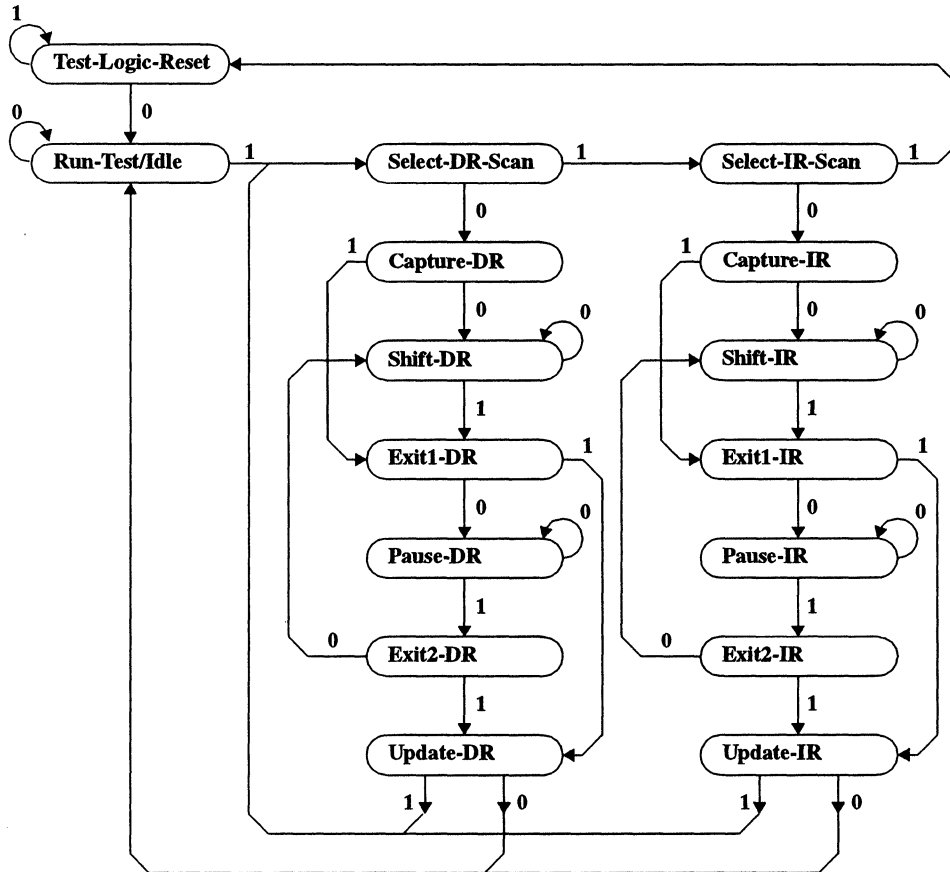 1
Test-Logic-Reset
0
0
Run-Test/Idle
1
Select-DR-Scan
1
Select-IR-Scan
1
0
0
1
Capture-DR
1
Capture-IR
0
0
0
0
Shift-DR
Shift-IR
1
1
Exit1-DR
1
Exit1-IR
1
0
0
0
0
Pause-DR
Pause-IR
1
1
0
Exit2-DR
0
Exit2-IR
1
1
Update-DR
Update-IR
1
0
1
0